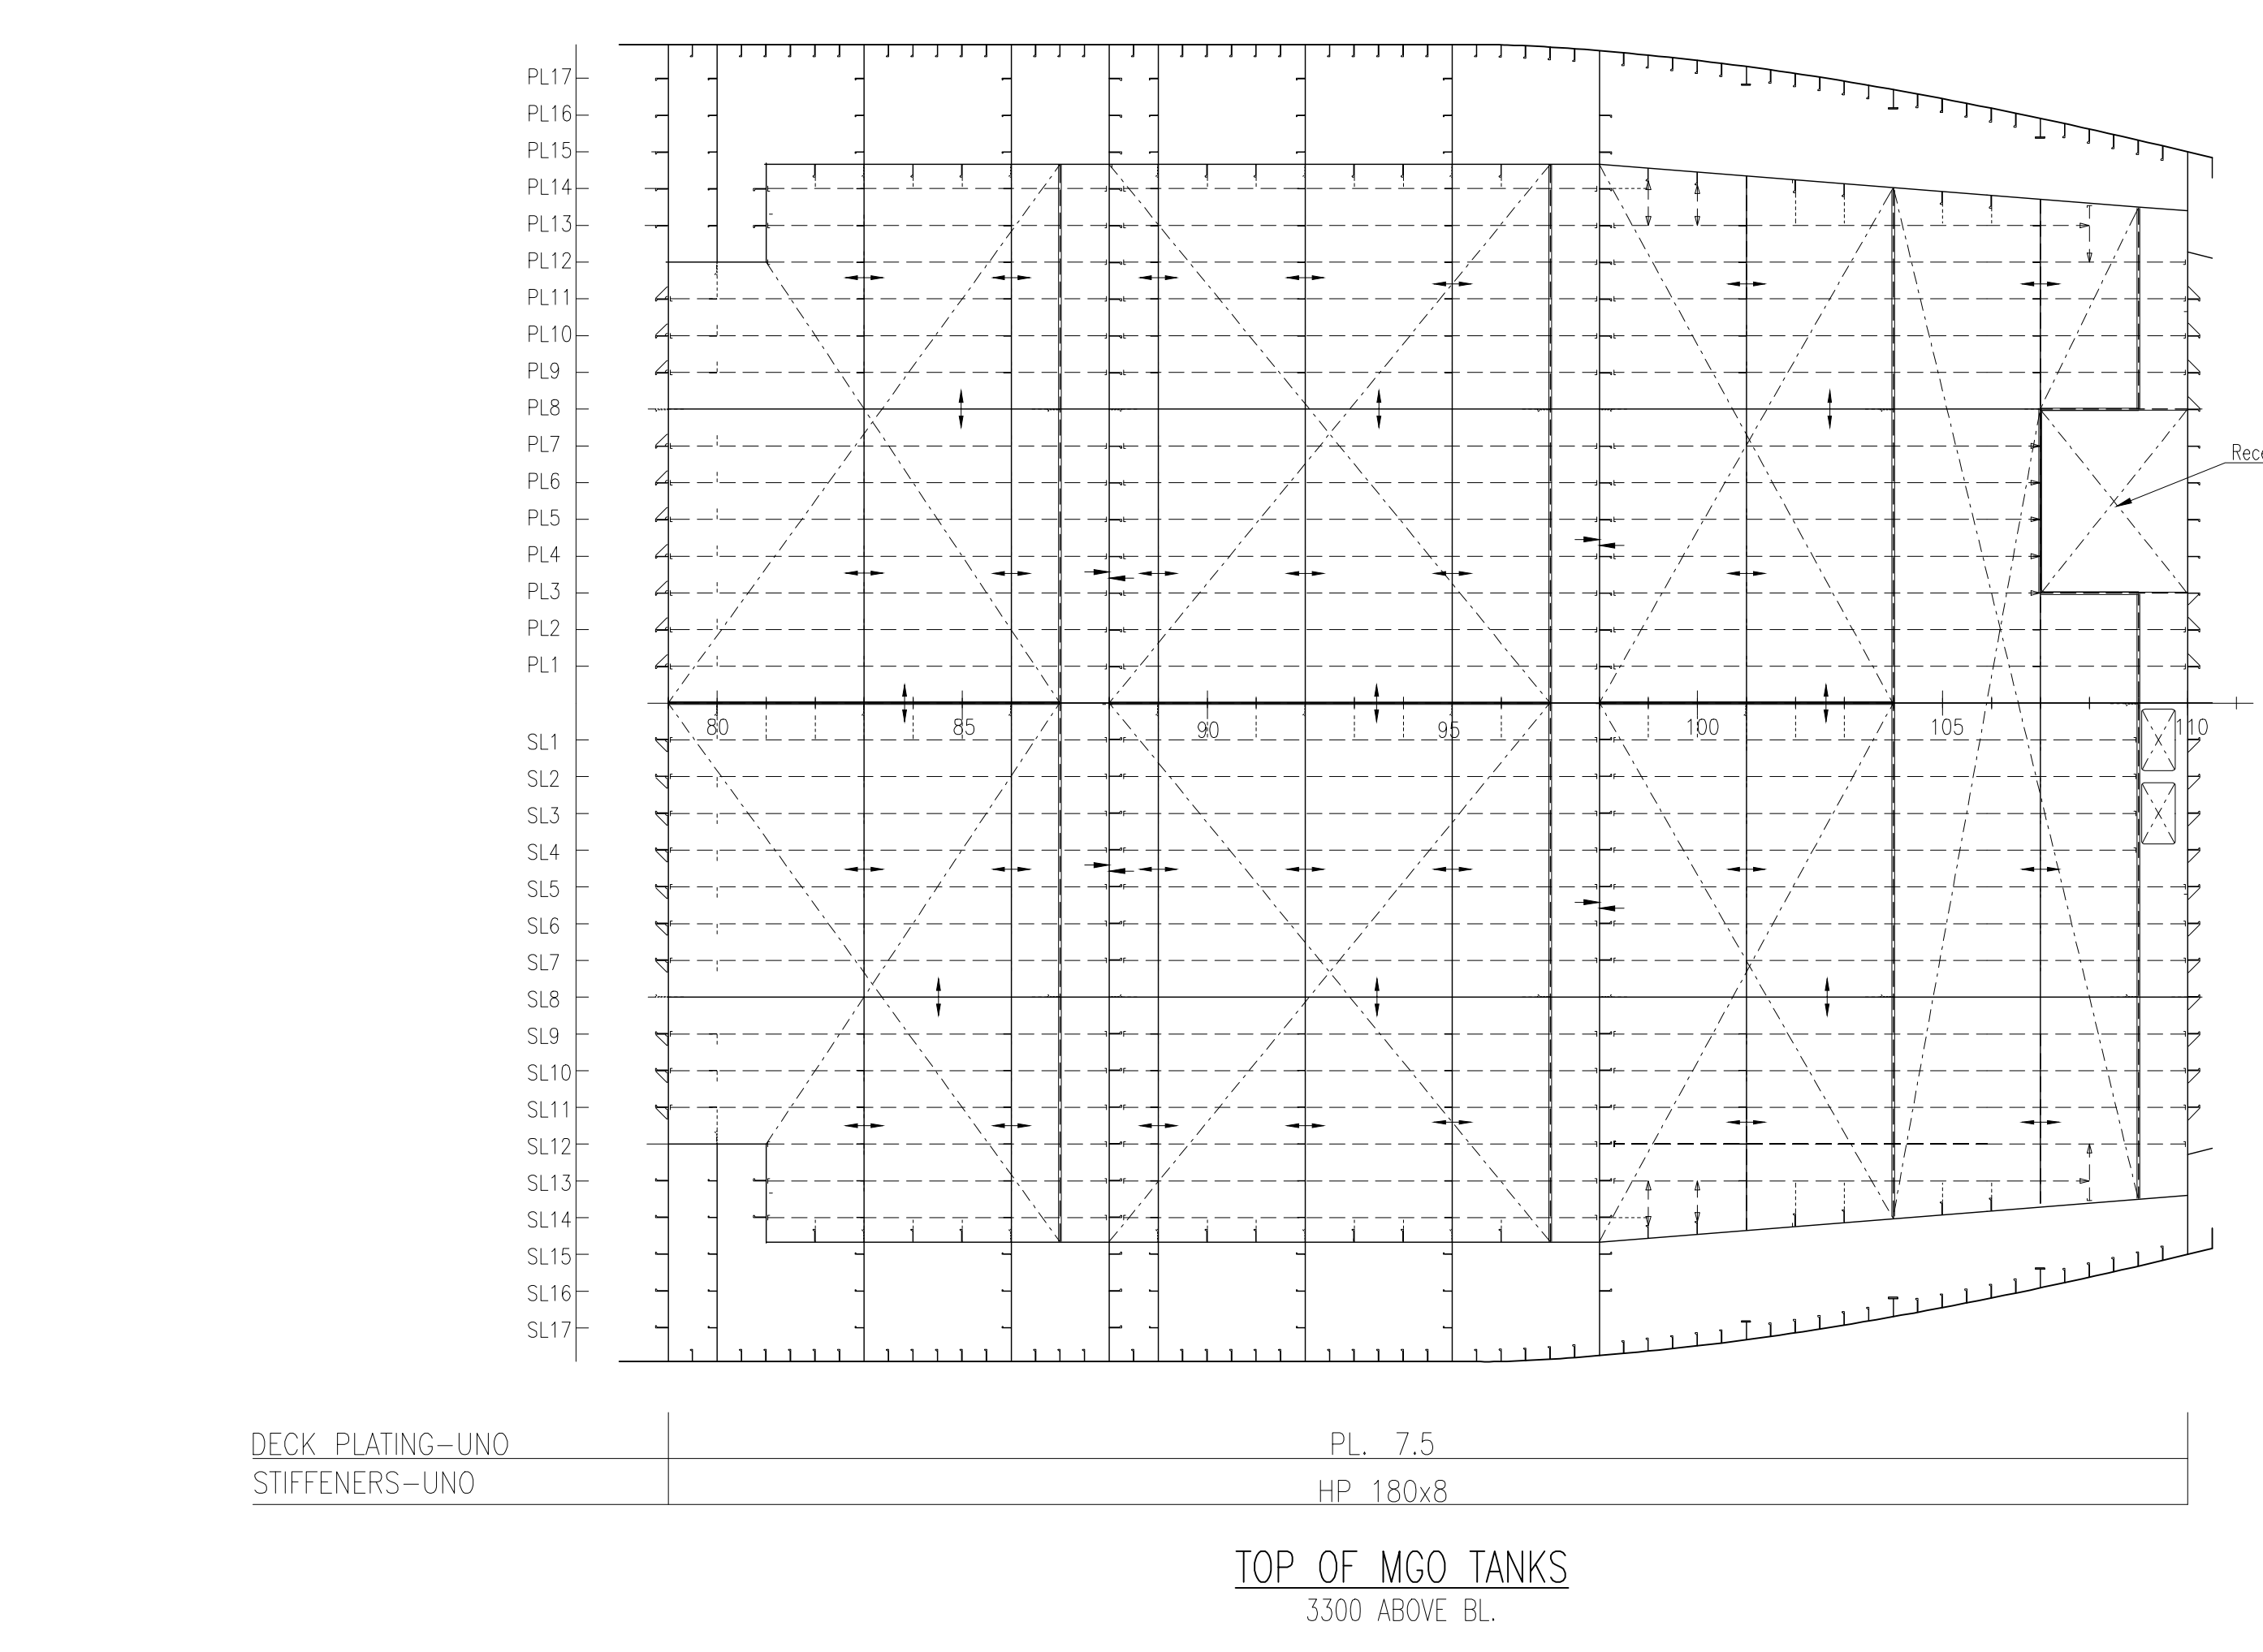 PL17
PL16
PL15
PL14
PL13
PL12
PL11
PL10
PL9
PL8
PL7
PL6
Rece
PL5
PL4
PL3
PL2
PL1
80 85 90 95 100 105 110
SL1
SL2
SL3
SL4
SL5
SL6
SL7
SL8
SL9
SL10
SL11
SL12
SL13
SL14
SL15
SL16
SL17
DECK PLATING-UNO PL. 7.5
STIFFENERS-UNO HP 180x8
TOP OF MGO TANKS
3300 ABOVE BL.